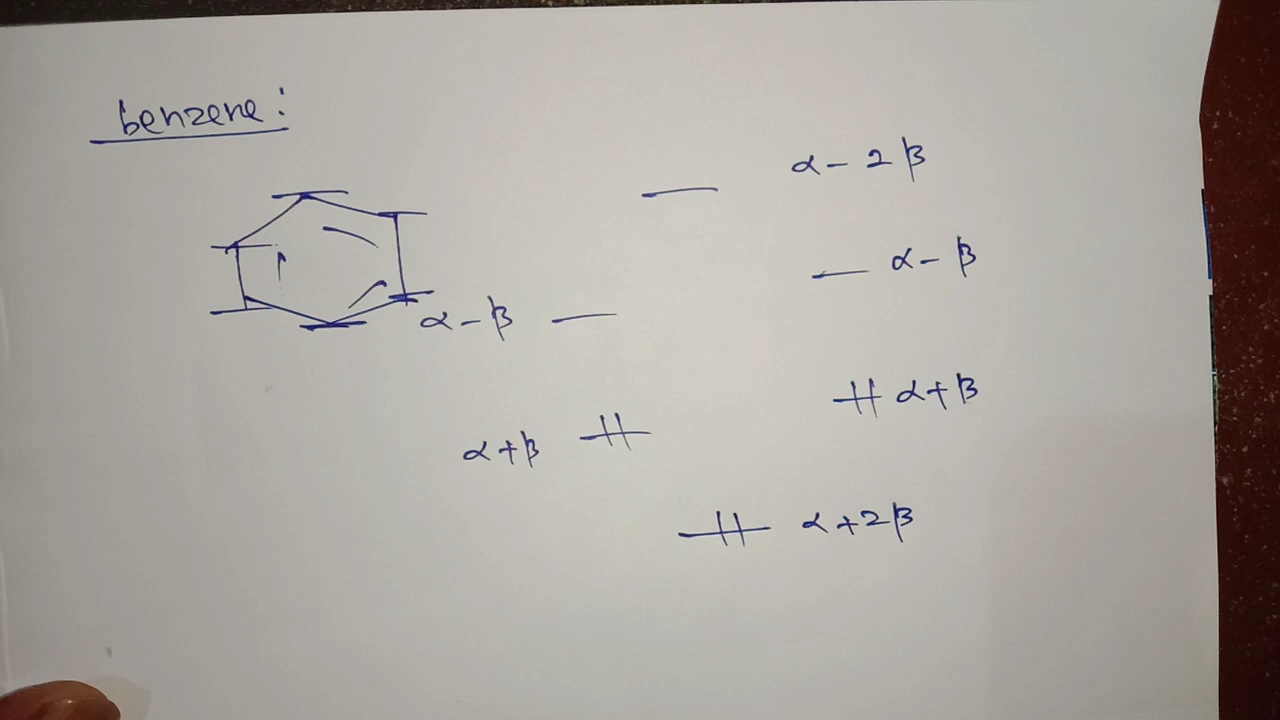 benzene:
α - 2β
α - β
α - β
α + β
α + β
α + 2β